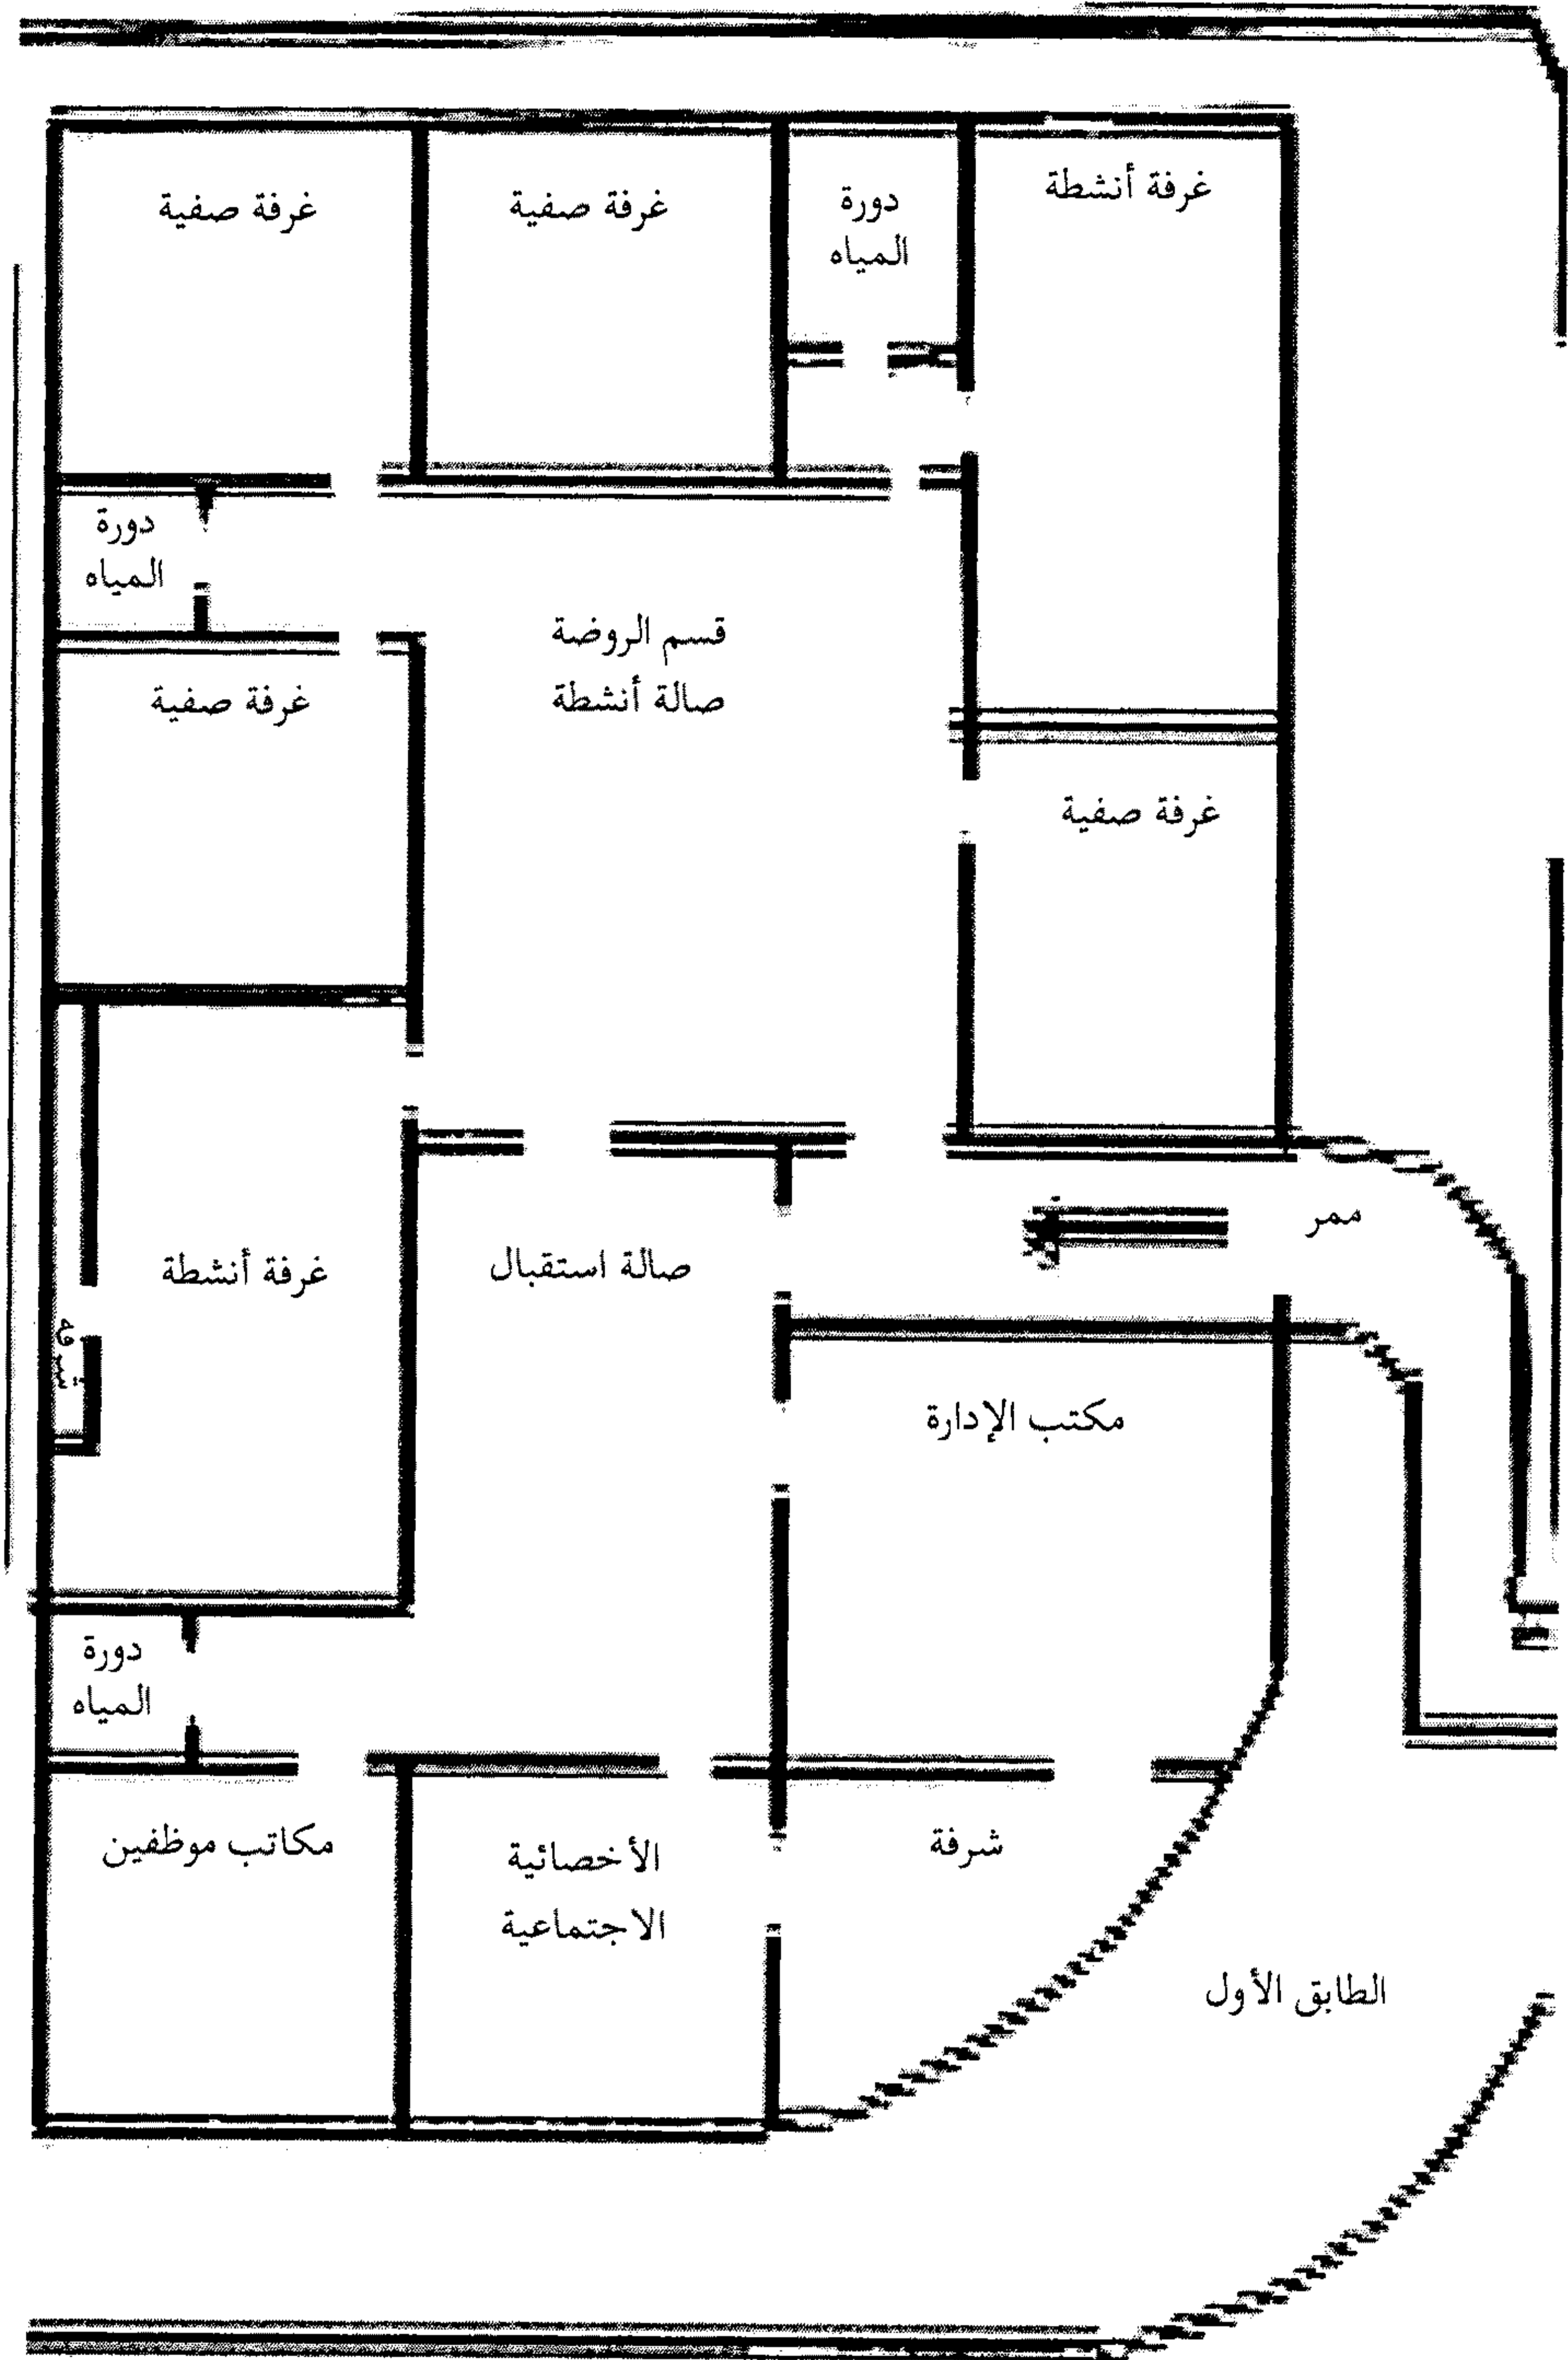 غرفة أنشطة
دورة
المياه
غرفة صفية
غرفة صفية
دورة
المياه
قسم الروضة
صالة أنشطة
غرفة صفية
غرفة صفية
ممر
صالة استقبال
غرفة أنشطة
شرفة
مكتب الإدارة
دورة
المياه
شرفة
الأخصائية
الاجتماعية
مكاتب موظفين
الطابق الأول